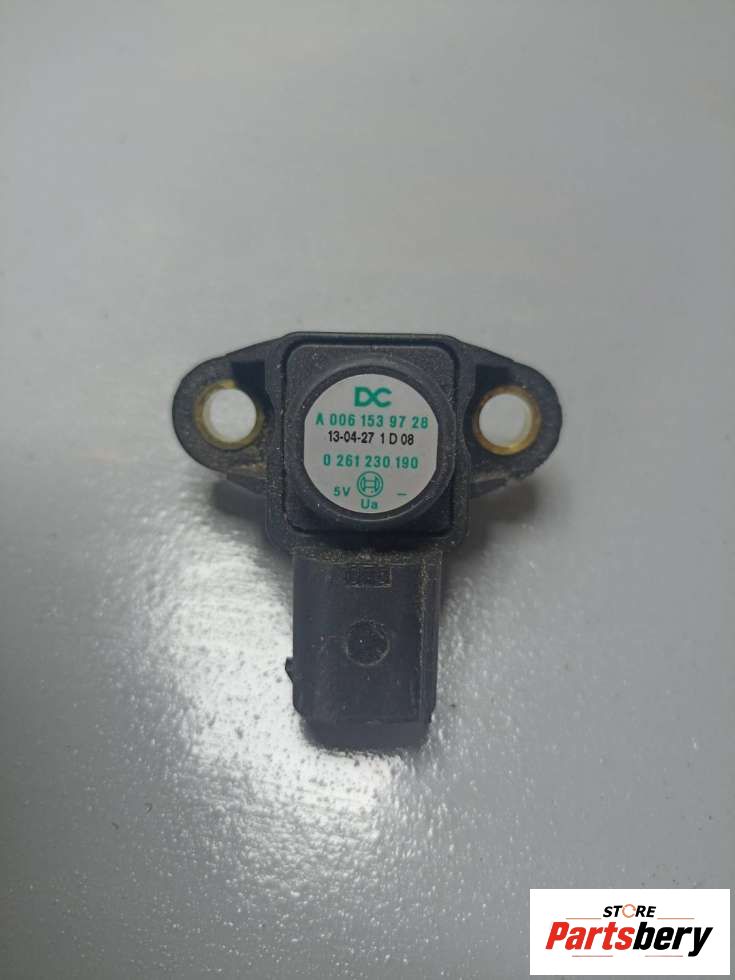 DC
A 006 153 97 28
13-04-27 1 D 08
0 261 230 190
5V –
Ua
STORE
Partsbery